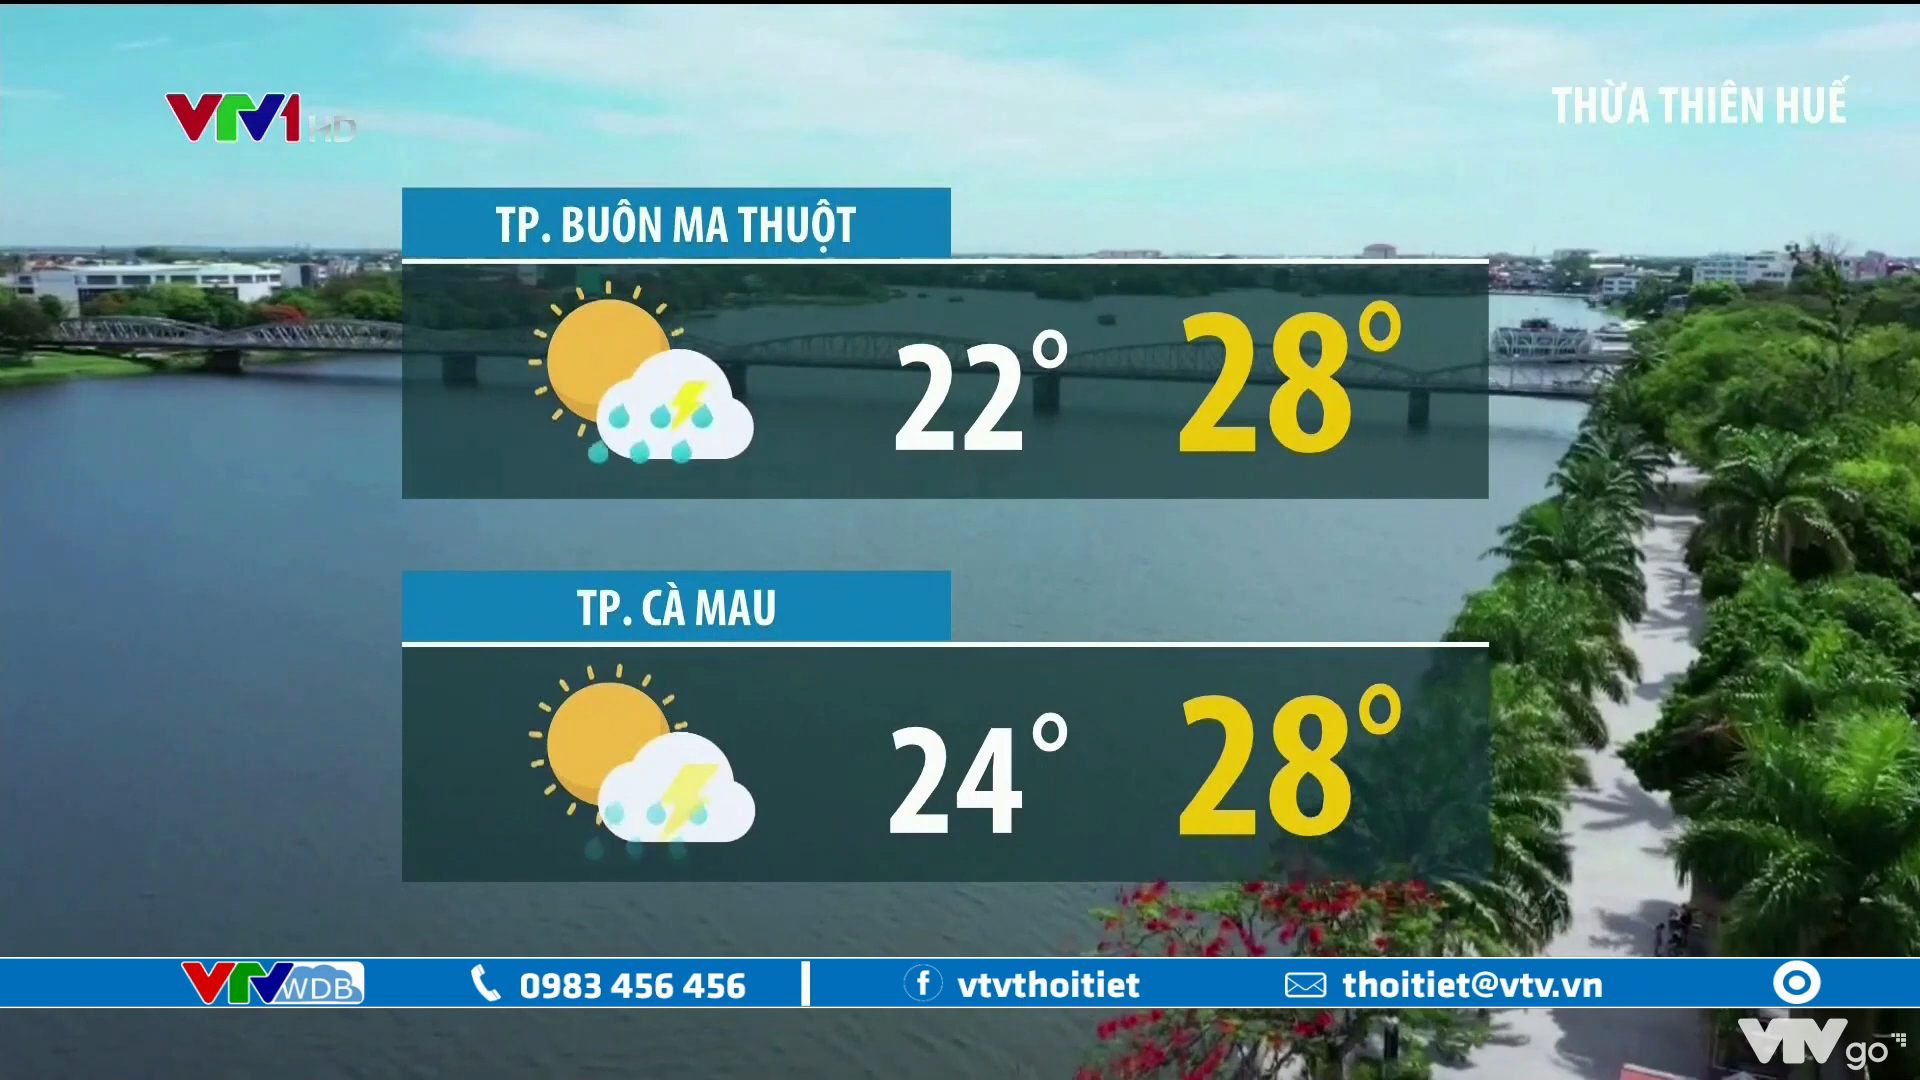 VTV1 HD
THỪA THIÊN HUẾ
TP. BUÔN MA THUỘT
22° 28°
TP. CÀ MAU
24° 28°
VTV WDB 0983 456 456 vtvthoitiet thoitiet@vtv.vn
VTV go